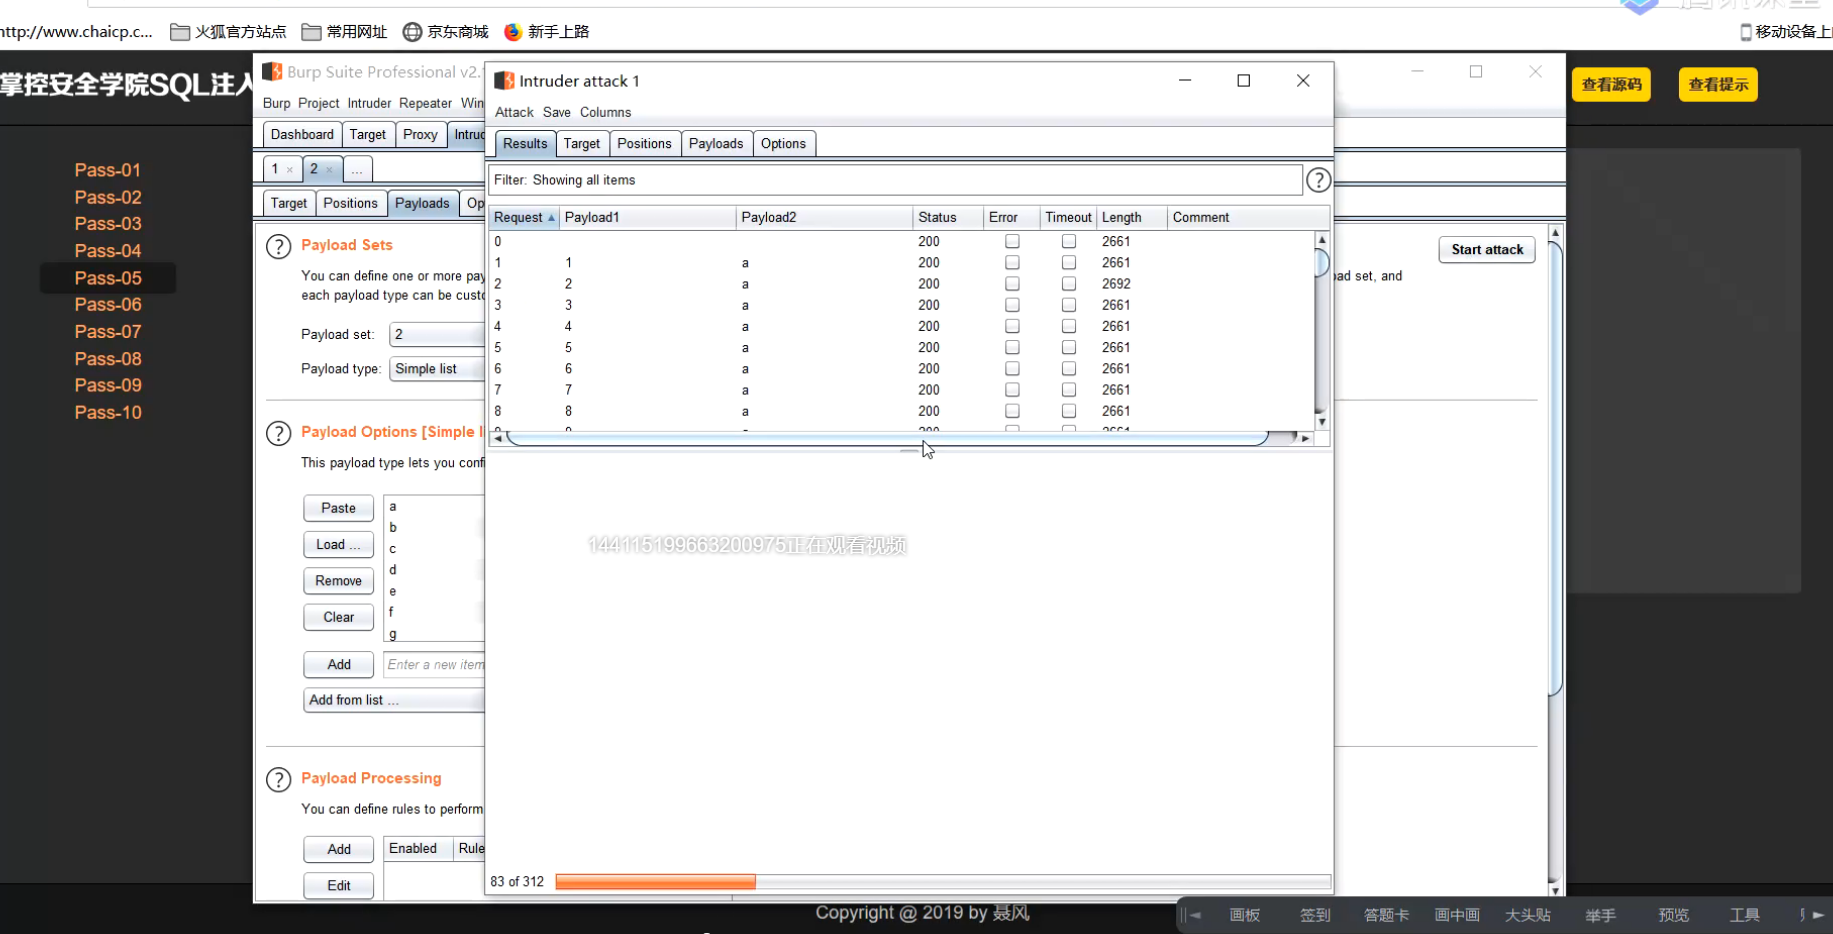 http://www.chaicp.c... 火狐官方站点 常用网址 京东商城 新手上路 移动设备上
掌控安全学院SQL注入
查看源码 查看提示
Pass-01
Pass-02
Pass-03
Pass-04
Pass-05
Pass-06
Pass-07
Pass-08
Pass-09
Pass-10
Burp Suite Professional v2.
Burp Project Intruder Repeater Win
Dashboard Target Proxy Intru
1 × 2 × ...
Target Positions Payloads Op
Payload Sets
You can define one or more pay
ad set, and
each payload type can be custo
Start attack
Payload set: 2
Payload type: Simple list
Payload Options [Simple li
This payload type lets you confi
Paste
Load ...
Remove
Clear
a
b
c
d
e
f
g
Add Enter a new item
Add from list ...
Payload Processing
You can define rules to perform
Add Enabled Rule
Edit
Intruder attack 1
Attack Save Columns
Results Target Positions Payloads Options
Filter: Showing all items
Request Payload1 Payload2 Status Error Timeout Length Comment
0 200 2661
1 1 a 200 2661
2 2 a 200 2692
3 3 a 200 2661
4 4 a 200 2661
5 5 a 200 2661
6 6 a 200 2661
7 7 a 200 2661
8 8 a 200 2661
144115199663200975正在观看视频
83 of 312
Copyright @ 2019 by 聂风
画板 签到 答题卡 画中画 大头贴 举手 预览 工具